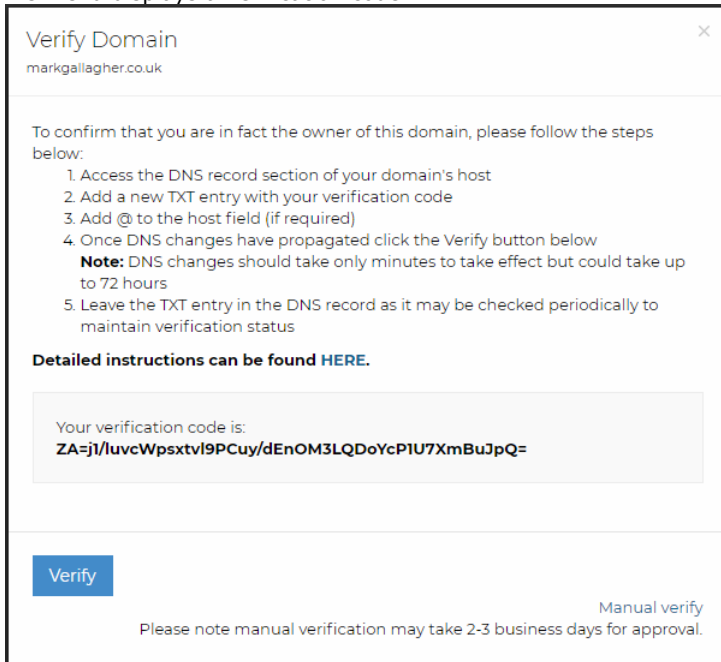 Verify Domain
markgallagher.co.uk
To confirm that you are in fact the owner of this domain, please follow the steps
below:
1. Access the DNS record section of your domain's host
2. Add a new TXT entry with your verification code
3. Add @ to the host field (if required)
4. Once DNS changes have propagated click the Verify button below
Note: DNS changes should take only minutes to take effect but could take up
to 72 hours
5. Leave the TXT entry in the DNS record as it may be checked periodically to
maintain verification status
Detailed instructions can be found HERE.
Your verification code is:
ZA=j1/luvcWpsxtvl9PCuy/dEnOM3LQDoYcP1U7XmBuJpQ=
Verify
Manual verify
Please note manual verification may take 2-3 business days for approval.